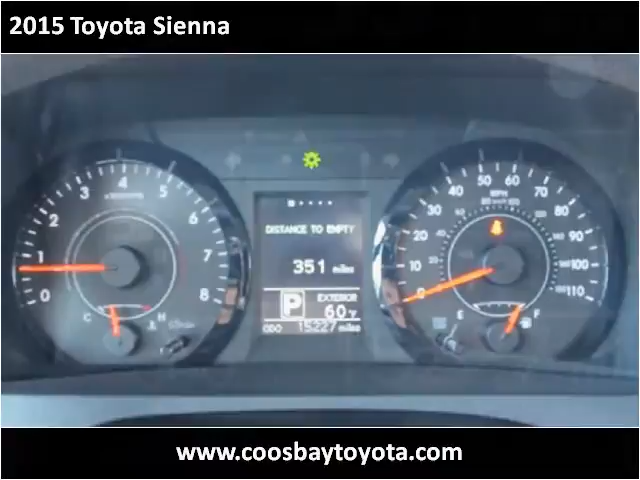 2015 Toyota Sienna
0 1 2 3 4 5 6 7 8
C H
DISTANCE TO EMPTY
351 miles
P EXTERIOR
60°F
ODO 15227 miles
MPH
0 10 20 30 40 50 60 70 80 90 100 110
E F
www.coosbaytoyota.com